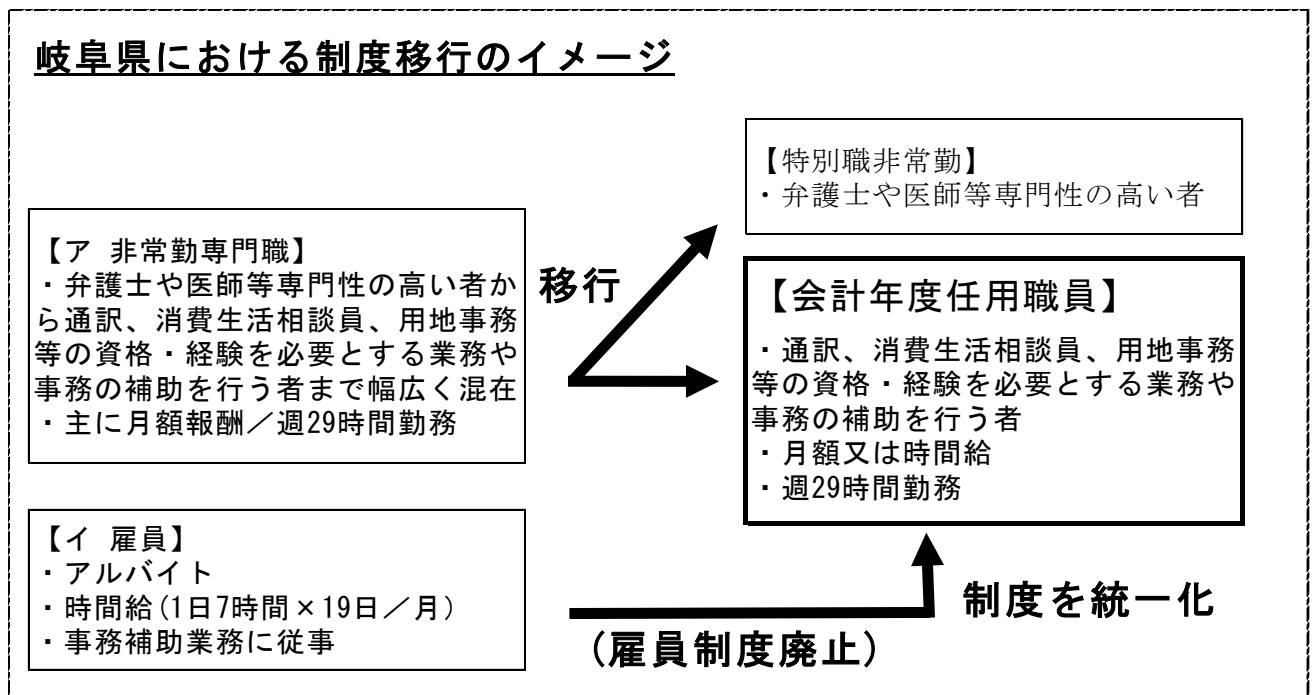 岐阜県における制度移行のイメージ
【特別職非常勤】
・弁護士や医師等専門性の高い者
【ア 非常勤専門職】
・弁護士や医師等専門性の高い者か
ら通訳、消費生活相談員、用地事務
等の資格・経験を必要とする業務や
事務の補助を行う者まで幅広く混在
・主に月額報酬／週29時間勤務
移行
【会計年度任用職員】
・通訳、消費生活相談員、用地事務
等の資格・経験を必要とする業務や
事務の補助を行う者
・月額又は時間給
・週29時間勤務
【イ 雇員】
・アルバイト
・時間給(1日7時間×19日／月)
・事務補助業務に従事
制度を統一化
(雇員制度廃止)